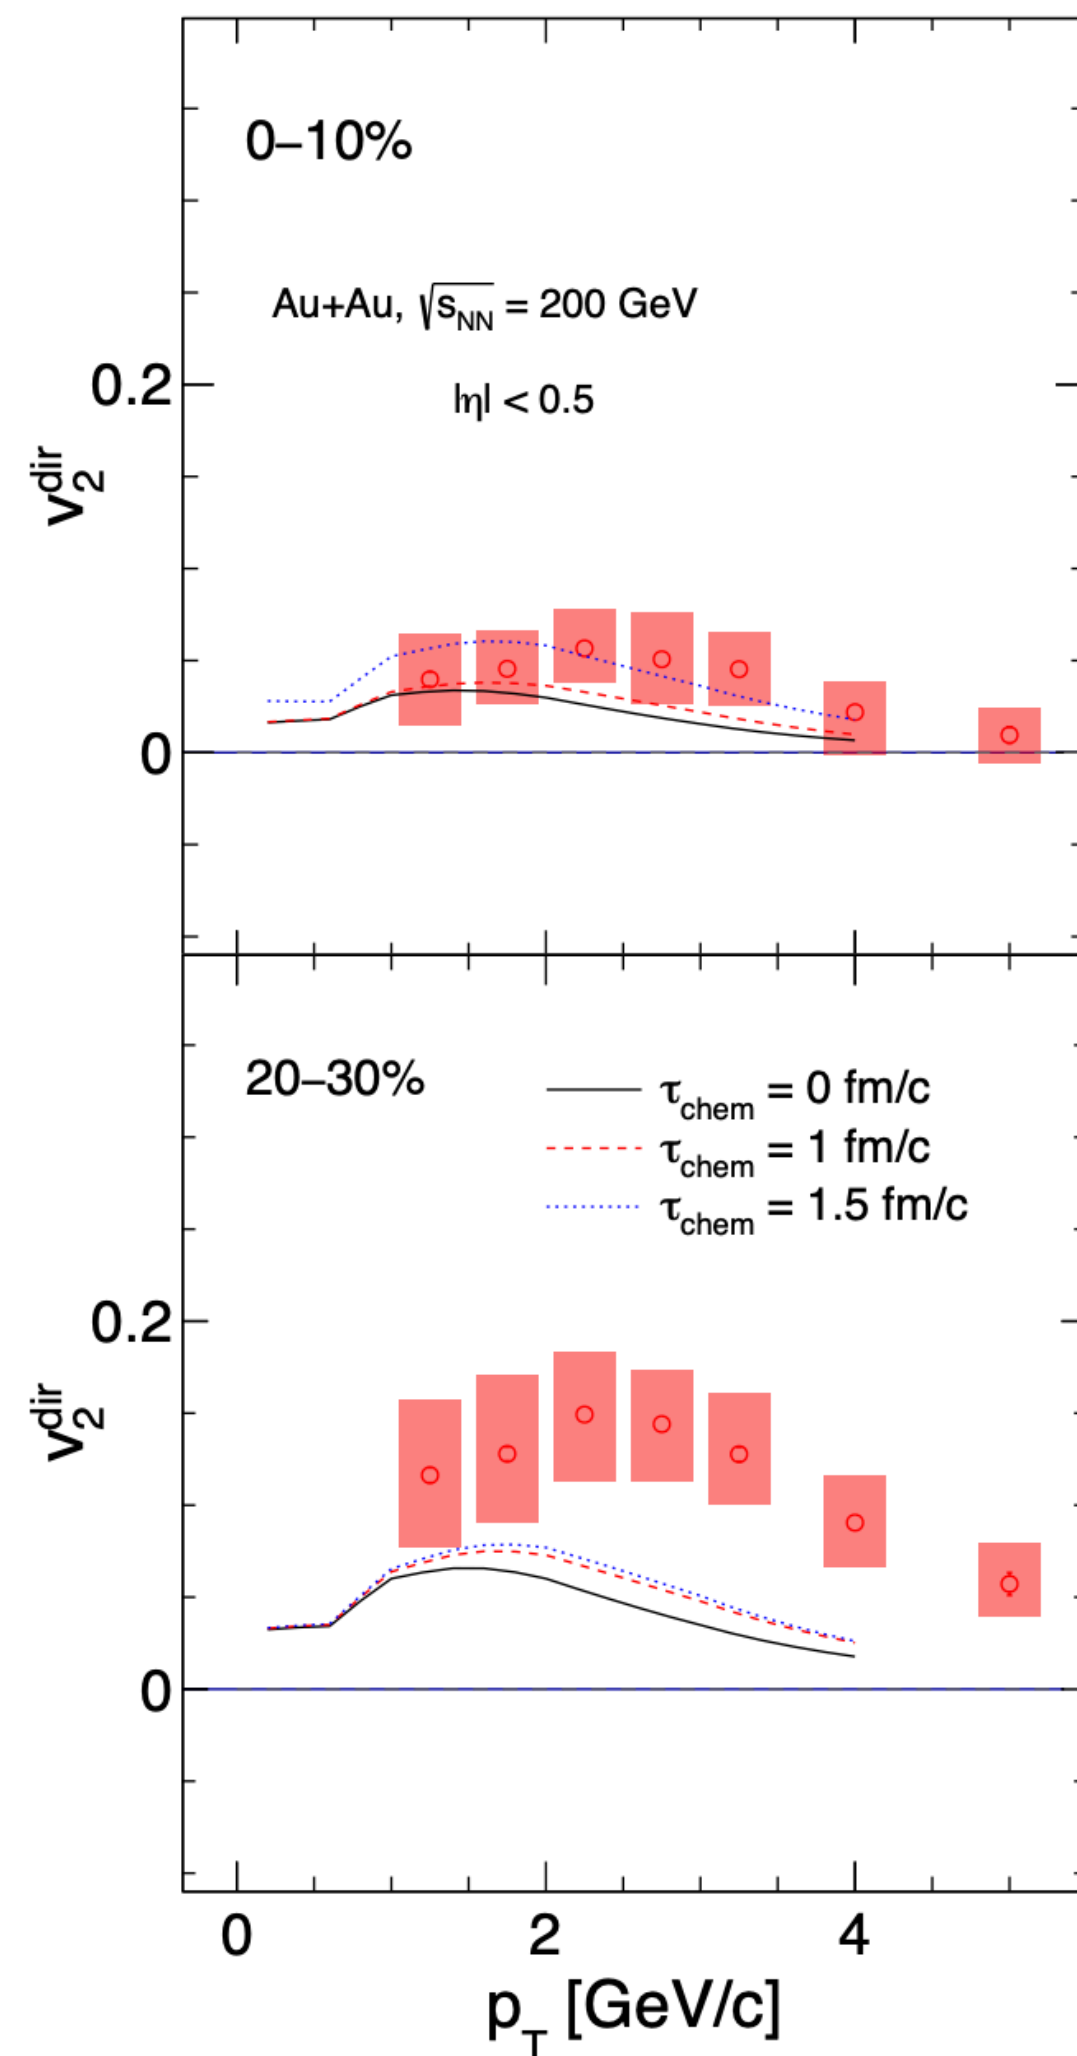 0–10%
Au+Au, √s_NN = 200 GeV
|η| < 0.5
0.2
v_2^dir
0
20–30%
τ_chem = 0 fm/c
τ_chem = 1 fm/c
τ_chem = 1.5 fm/c
0.2
v_2^dir
0
0 2 4
p_T [GeV/c]